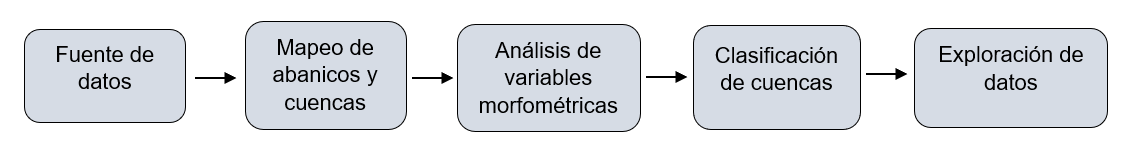 Fuente de
datos
Mapeo de
abanicos y
cuencas
Análisis de
variables
morfométricas
Clasificación
de cuencas
Exploración de
datos